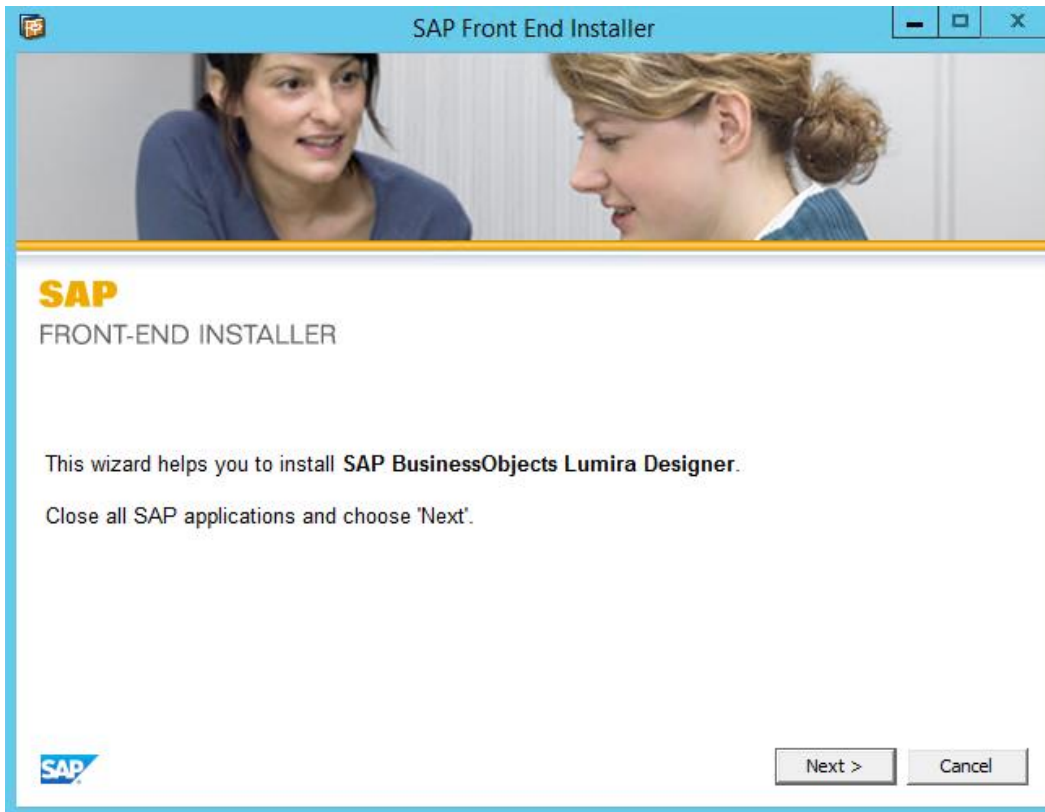 SAP Front End Installer
SAP
FRONT-END INSTALLER
This wizard helps you to install SAP BusinessObjects Lumira Designer.
Close all SAP applications and choose 'Next'.
SAP
Next >
Cancel